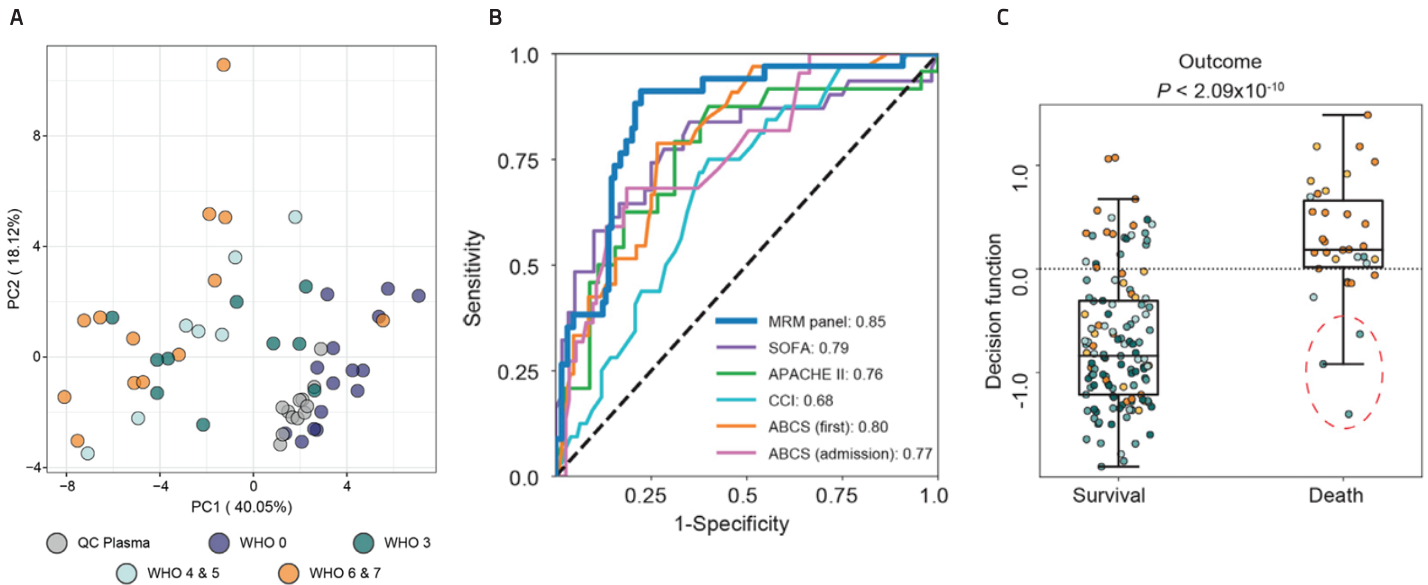 A
8
4
0
−4
PC2 ( 18.12%)
−8
−4
0
4
PC1 ( 40.05%)
QC Plasma
WHO 0
WHO 3
WHO 4 & 5
WHO 6 & 7
B
1.0
0.75
0.5
0.25
0.0
Sensitivity
MRM panel: 0.85
SOFA: 0.79
APACHE II: 0.76
CCI: 0.68
ABCS (first): 0.80
ABCS (admission): 0.77
0.25
0.5
0.75
1.0
1-Specificity
C
Outcome
P < 2.09x10⁻¹⁰
1.0
0.0
-1.0
Decision function
Survival
Death